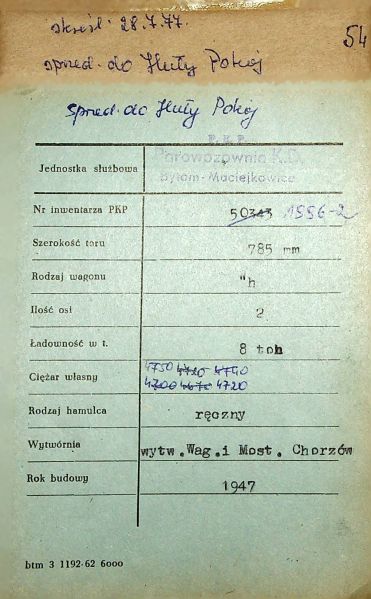 skreśl. 28.7.77.
54
sprzed. do Huty Pokój
sprzed. do Huty Pokój
P.K.P.
Jednostka służbowa Parowozownia K.D.
Bytom-Maciejkowice
Nr inwentarza PKP 50343 1556-2
Szerokość toru 785 mm
Rodzaj wagonu "h
Ilość osi 2
Ładowność w t. 8 ton
4750 4720 4740
Ciężar własny 4700 4670 4720
Rodzaj hamulca ręczny
Wytwórnia wytw.Wag.i Most. Chorzów
Rok budowy 1947
btm 3 1192-62 6000